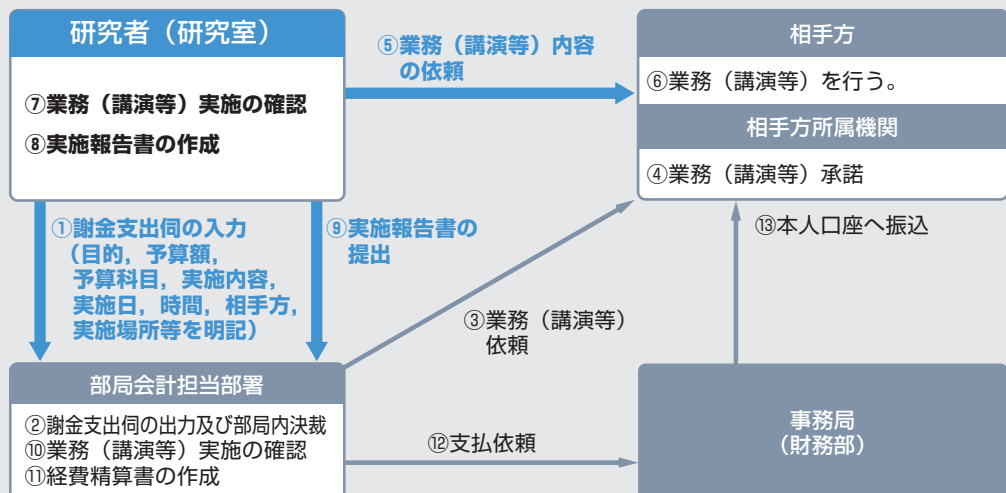 研究者（研究室）
⑦業務（講演等）実施の確認
⑧実施報告書の作成
⑤業務（講演等）内容
の依頼
相手方
⑥業務（講演等）を行う。
相手方所属機関
④業務（講演等）承諾
①謝金支出伺の入力
（目的，予算額，
予算科目，実施内容，
実施日，時間，相手方，
実施場所等を明記）
⑨実施報告書の
提出
③業務（講演等）
依頼
⑬本人口座へ振込
部局会計担当部署
②謝金支出伺の出力及び部局内決裁
⑩業務（講演等）実施の確認
⑪経費精算書の作成
⑫支払依頼
事務局
（財務部）